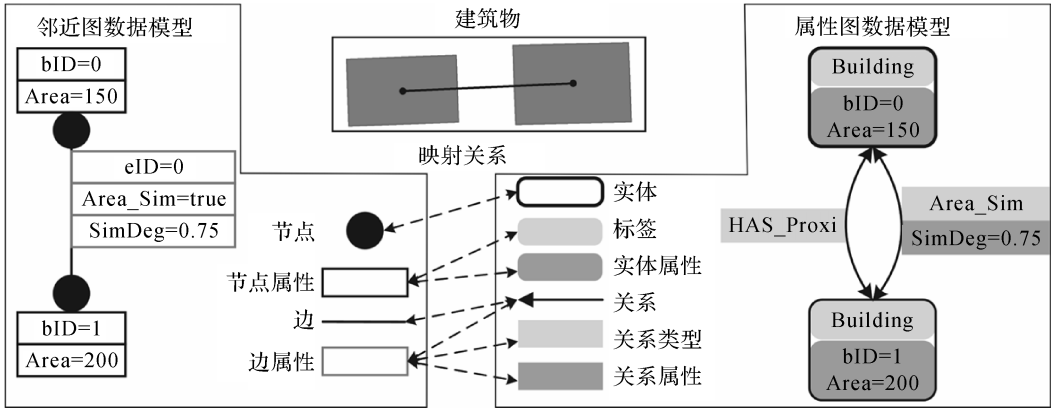 邻近图数据模型
bID=0
Area=150
eID=0
Area_Sim=true
SimDeg=0.75
bID=1
Area=200
建筑物
映射关系
节点
节点属性
边
边属性
实体
标签
实体属性
关系
关系类型
关系属性
属性图数据模型
Building
bID=0
Area=150
HAS_Proxi
Area_Sim
SimDeg=0.75
Building
bID=1
Area=200